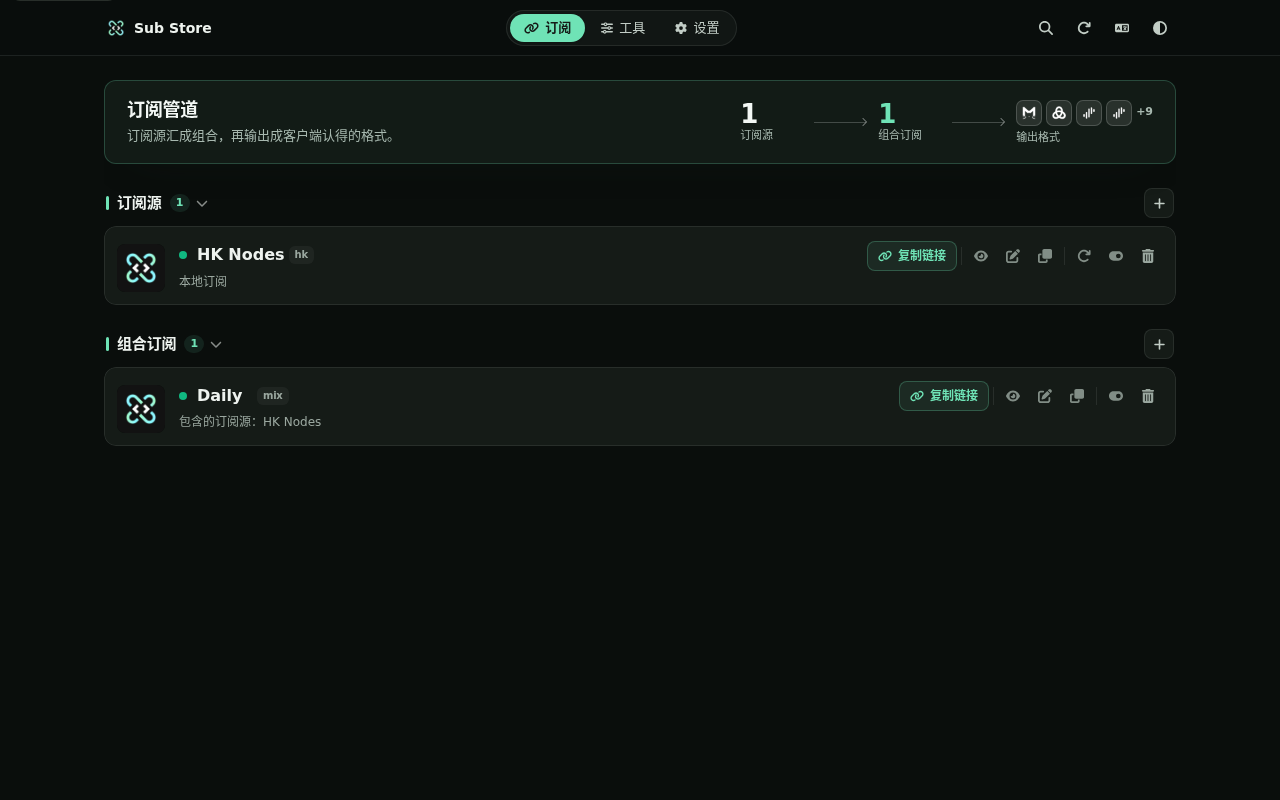 Sub Store
订阅
工具
设置
订阅管道
订阅源汇成组合，再输出成客户端认得的格式。
1
订阅源
1
组合订阅
+9
输出格式
订阅源 1
HK Nodes hk
复制链接
本地订阅
组合订阅 1
Daily mix
复制链接
包含的订阅源：HK Nodes